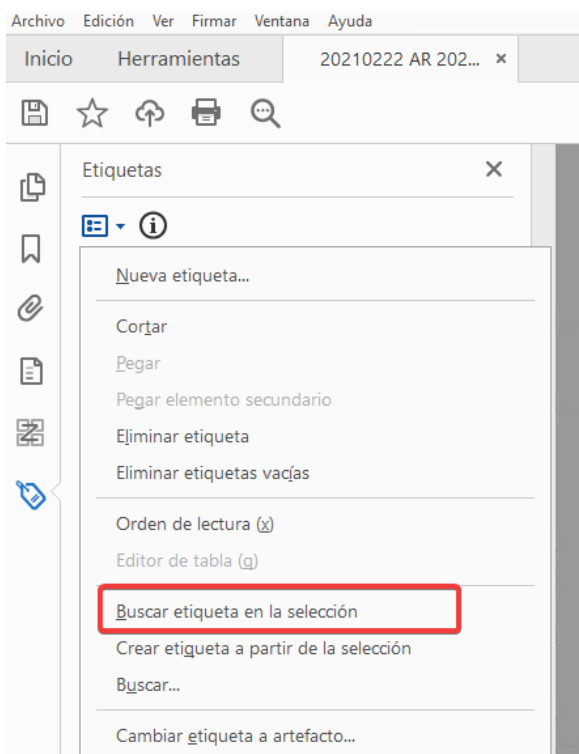 Archivo Edición Ver Firmar Ventana Ayuda
Inicio Herramientas 20210222 AR 202... ×
Etiquetas
Nueva etiqueta...
Cortar
Pegar
Pegar elemento secundario
Eliminar etiqueta
Eliminar etiquetas vacías
Orden de lectura (x)
Editor de tabla (q)
Buscar etiqueta en la selección
Crear etiqueta a partir de la selección
Buscar...
Cambiar etiqueta a artefacto...